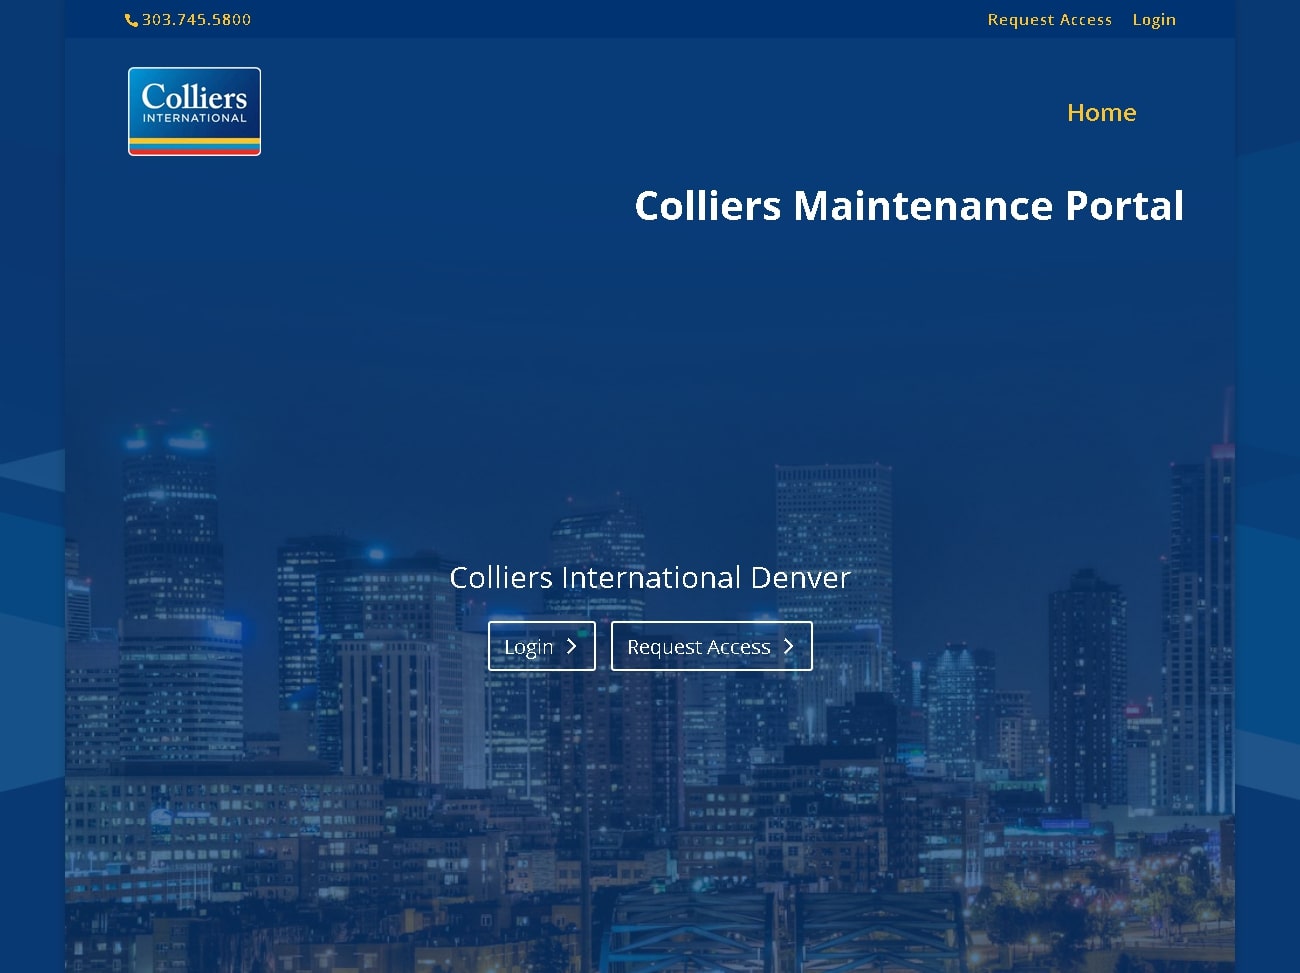 303.745.5800
Request Access
Login
Colliers
INTERNATIONAL
Home
Colliers Maintenance Portal
Colliers International Denver
Login
Request Access